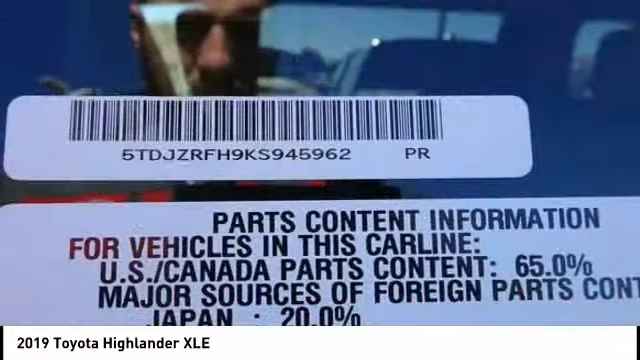 5TDJZRFH9KS945962 PR
PARTS CONTENT INFORMATION
FOR VEHICLES IN THIS CARLINE:
U.S./CANADA PARTS CONTENT: 65.0%
MAJOR SOURCES OF FOREIGN PARTS CONT
JAPAN : 20.0%
2019 Toyota Highlander XLE